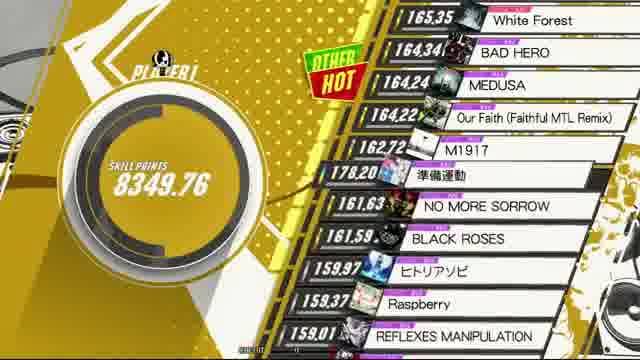 165,35 White Forest
164,34 BAD HERO
164,24 MEDUSA
164,22 Our Faith (Faithful MTL Remix)
162,72 M1917
178,20 準備運動
161,63 NO MORE SORROW
161,59 BLACK ROSES
159,97 ヒトリアソビ
159,37 Raspberry
159,01 REFLEXES MANIPULATION
OTHER
HOT
PLAYER1
SKILL POINTS
8349.76